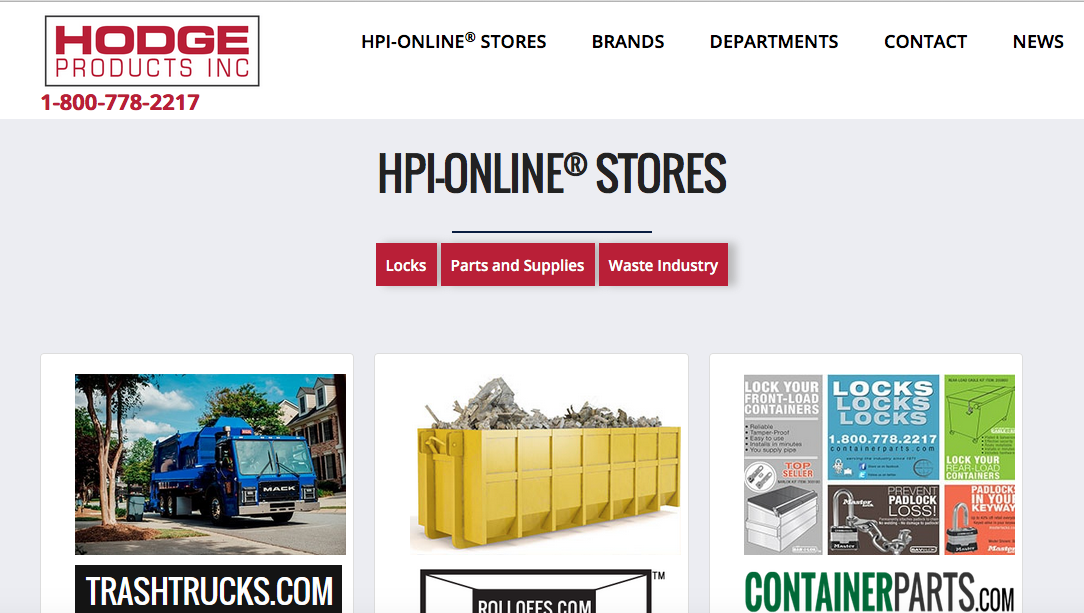 HODGE
PRODUCTS INC
1-800-778-2217
HPI-ONLINE® STORES
BRANDS
DEPARTMENTS
CONTACT
NEWS
HPI-ONLINE® STORES
Locks
Parts and Supplies
Waste Industry
MACK
TRASHTRUCKS.COM
TM
ROLLOFFS.COM
LOCK YOUR
FRONT-LOAD
CONTAINERS
• Reliable
• Tamper-Proof
• Easy to use
• Installs in minutes
• You supply pipe
TOP
SELLER
LOCKS
LOCKS
LOCKS
1.800.778.2217
containerparts.com
LOCK YOUR
REAR-LOAD
CONTAINERS
PREVENT
PADLOCK
LOSS!
Master
PADLOCKS
IN YOUR
KEYWAY
Master
CONTAINERPARTS.COM